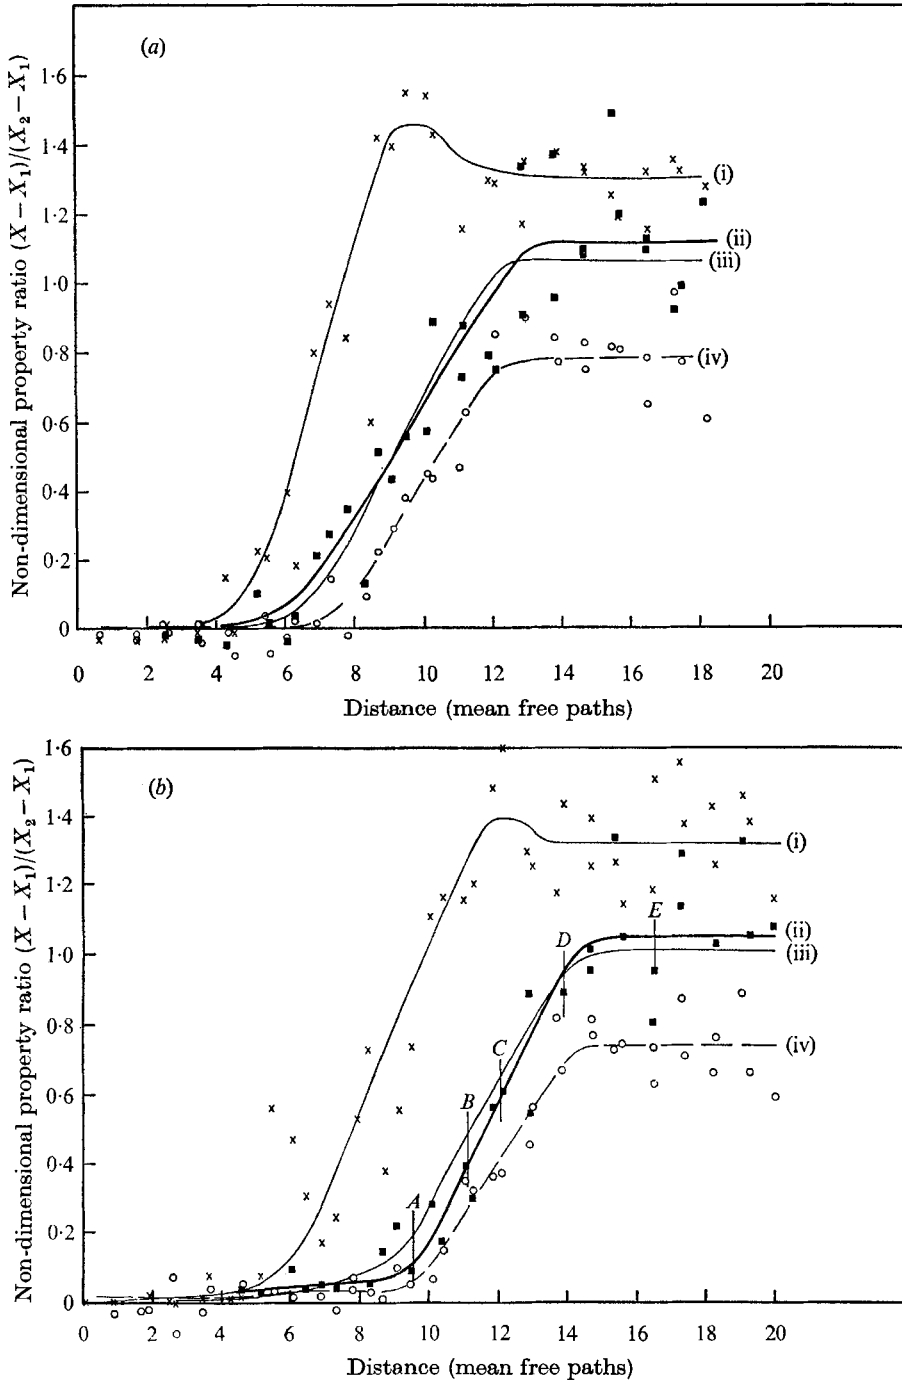 (a)
Non-dimensional property ratio (X − X₁)/(X₂ − X₁)
1·6
1·4
1·2
1·0
0·8
0·6
0·4
0·2
0
(i)
(ii)
(iii)
(iv)
0 2 4 6 8 10 12 14 16 18 20
Distance (mean free paths)
(b)
Non-dimensional property ratio (X − X₁)/(X₂ − X₁)
1·6
1·4
1·2
1·0
0·8
0·6
0·4
0·2
0
A
B
C
D
E
(i)
(ii)
(iii)
(iv)
0 2 4 6 8 10 12 14 16 18 20
Distance (mean free paths)